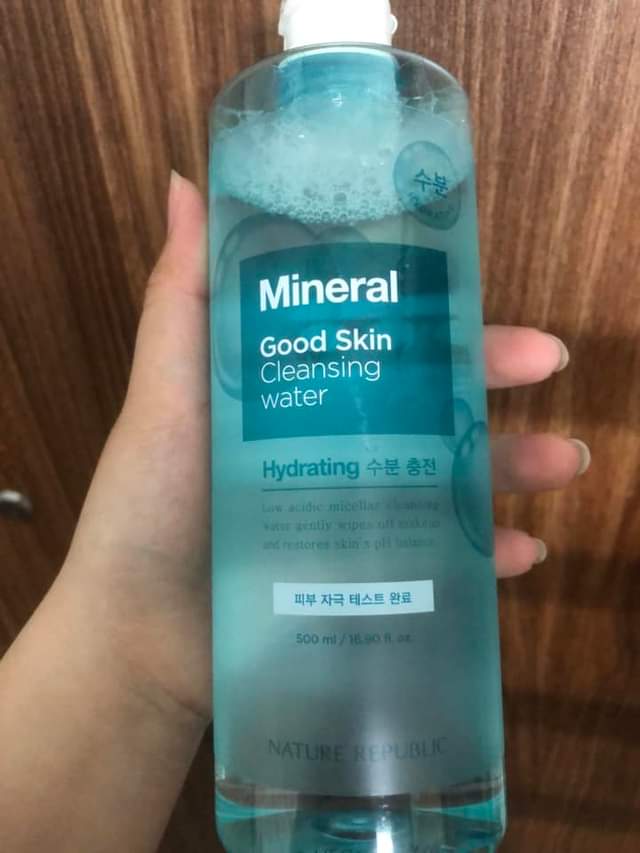 수분
Mineral
Good Skin
Cleansing
water
Hydrating 수분 충전
Low acidic micellar cleansing
water gently wipes off makeup
and restores skin's pH balance.
피부 자극 테스트 완료
500 ml / 16.90 fl. oz.
NATURE REPUBLIC